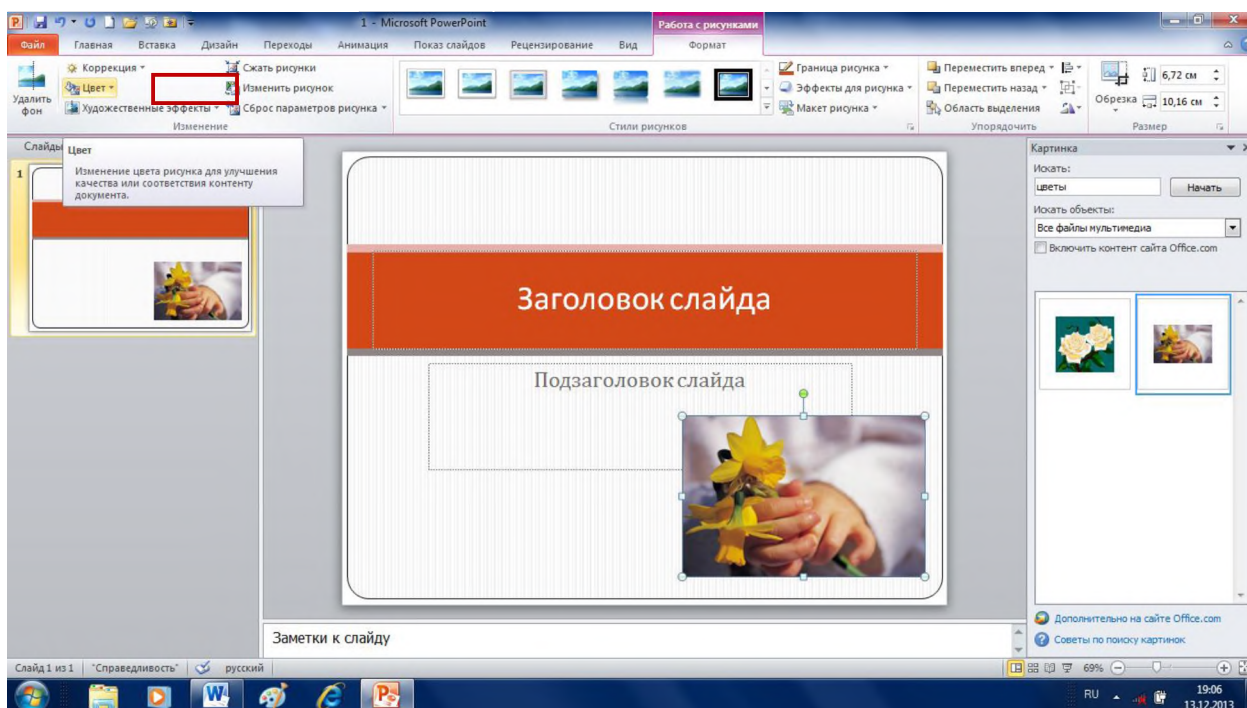 1 - Microsoft PowerPoint
Работа с рисунками
Файл Главная Вставка Дизайн Переходы Анимация Показ слайдов Рецензирование Вид Формат
Удалить фон
Коррекция
Цвет
Художественные эффекты
Сжать рисунки
Изменить рисунок
Сброс параметров рисунка
Изменение
Стили рисунков
Граница рисунка
Эффекты для рисунка
Макет рисунка
Переместить вперед
Переместить назад
Область выделения
Упорядочить
Обрезка
6,72 см
10,16 см
Размер
Слайды
Цвет
Изменение цвета рисунка для улучшения
качества или соответствия контенту
документа.
1
Заголовок слайда
Подзаголовок слайда
Заметки к слайду
Картинка
Искать:
цветы
Начать
Искать объекты:
Все файлы мультимедиа
Включить контент сайта Office.com
Дополнительно на сайте Office.com
Советы по поиску картинок
Слайд 1 из 1 "Справедливость" русский 69%
RU
19:06
13.12.2013